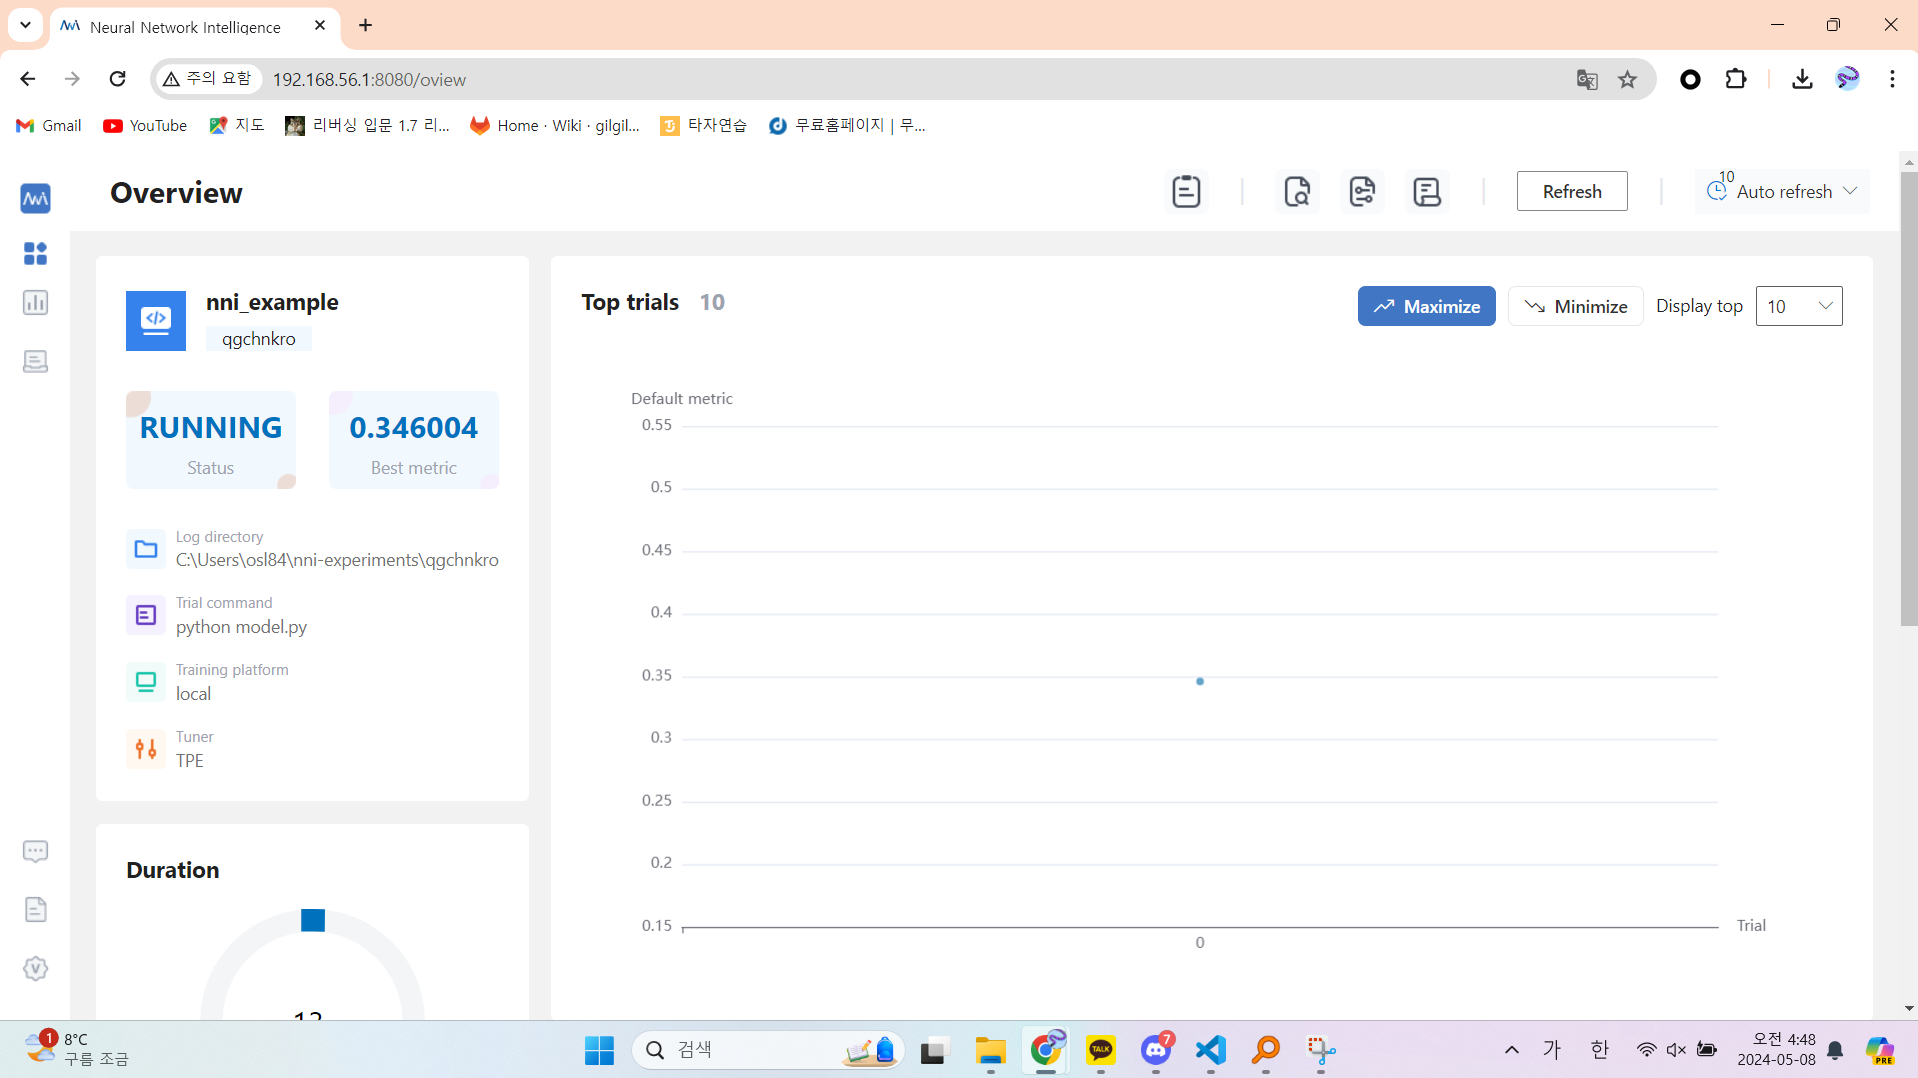 Neural Network Intelligence
주의 요함
192.168.56.1:8080/oview
Gmail
YouTube
지도
리버싱 입문 1.7 리...
Home · Wiki · gilgil...
타자연습
무료홈페이지 | 무...
Overview
Refresh
10
Auto refresh
nni_example
qgchnkro
RUNNING
Status
0.346004
Best metric
Log directory
C:\Users\osl84\nni-experiments\qgchnkro
Trial command
python model.py
Training platform
local
Tuner
TPE
Duration
Top trials 10
Maximize
Minimize
Display top
10
Default metric
0.55
0.5
0.45
0.4
0.35
0.3
0.25
0.2
0.15
0
Trial
1
8°C
구름 조금
검색
TALK
7
가
한
오전 4:48
2024-05-08
PRE